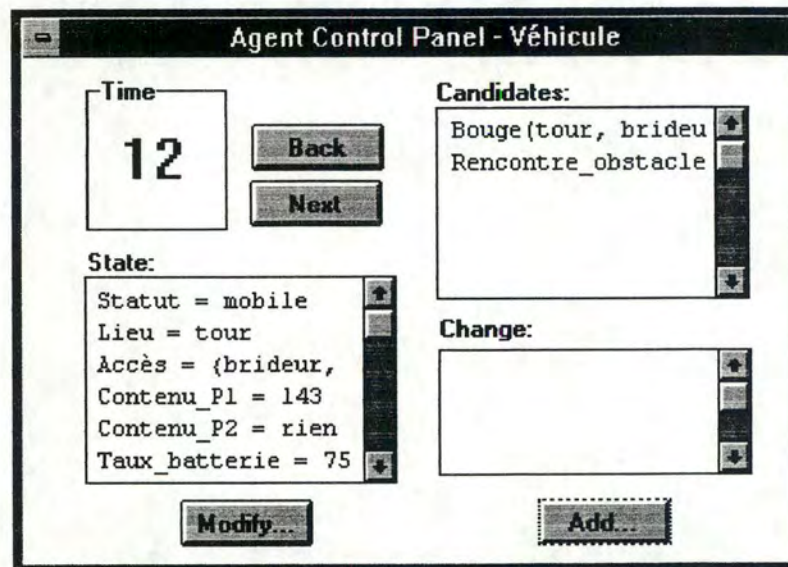 Agent Control Panel - Véhicule
Time
12
Back
Next
Candidates:
Bouge(tour, brideu
Rencontre_obstacle
State:
Statut = mobile
Lieu = tour
Accès = {brideur,
Contenu_P1 = 143
Contenu_P2 = rien
Taux_batterie = 75
Change:
Modify...
Add...